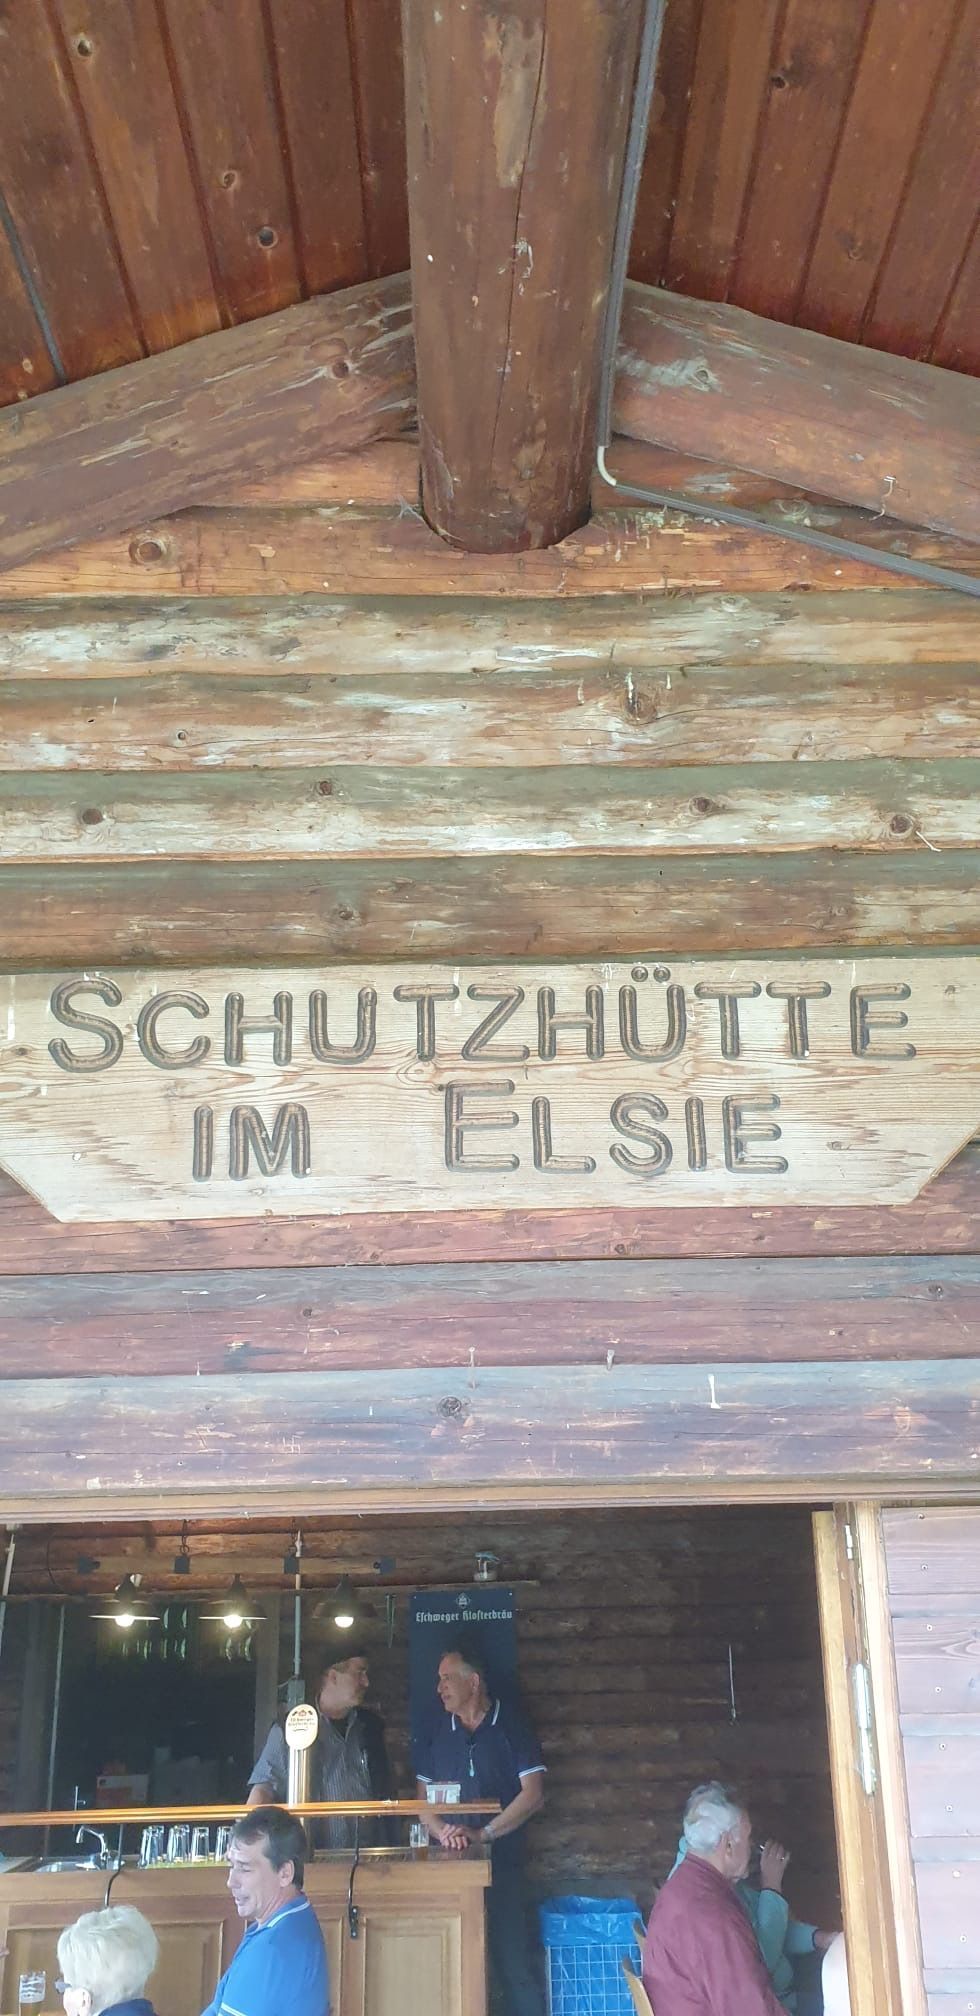 SCHUTZHÜTTE
IM ELSIE
Eschweger Klosterbräu